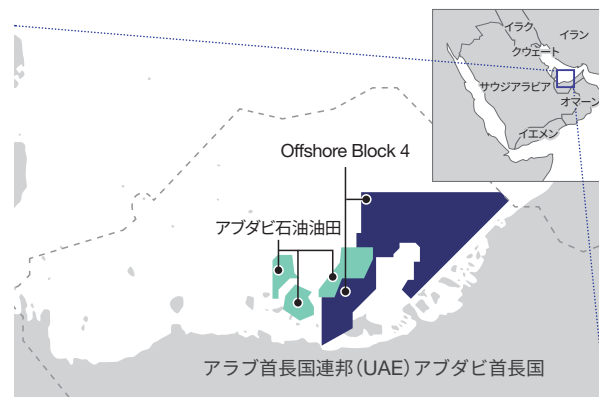 イラク
イラン
クウェート
サウジアラビア
オマーン
イエメン
Offshore Block 4
アブダビ石油油田
アラブ首長国連邦（UAE）アブダビ首長国